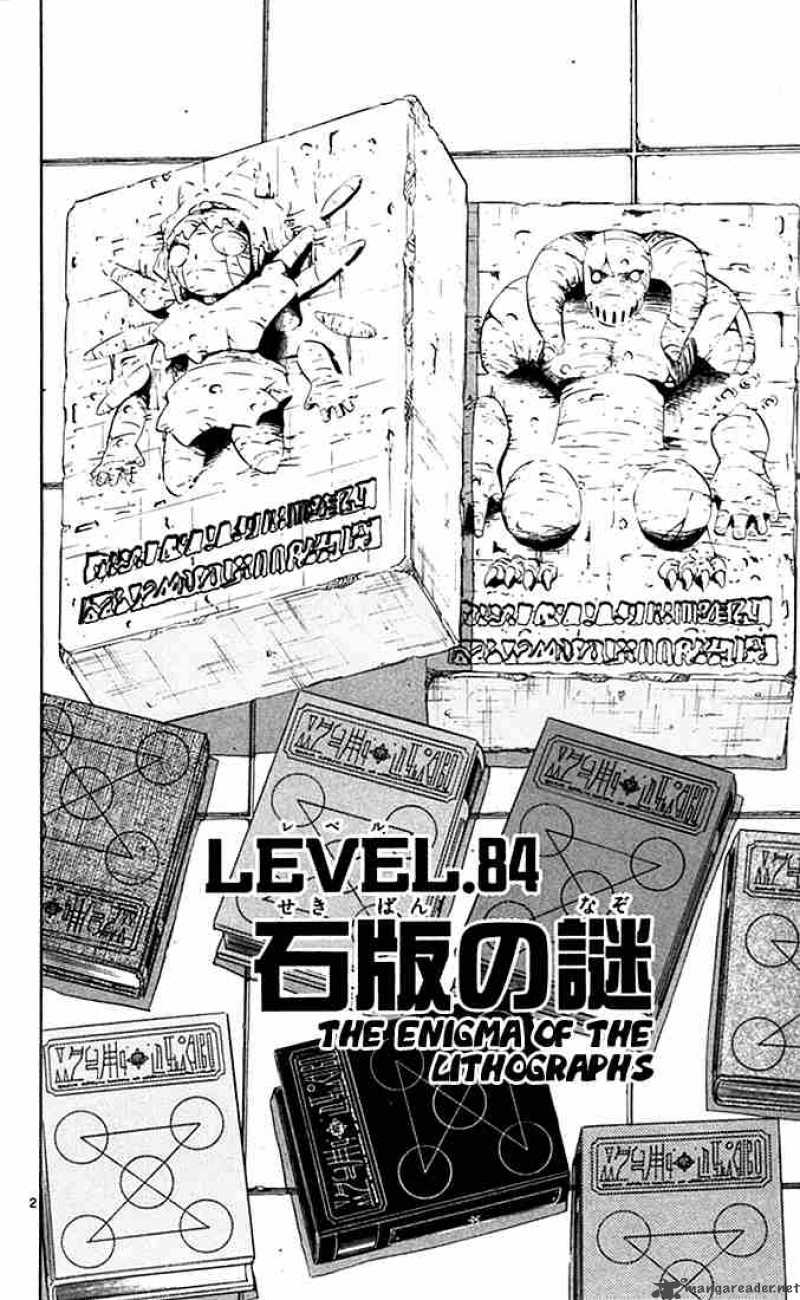 レベル
LEVEL.84
せきばん なぞ
石版の謎
THE ENIGMA OF THE
LITHOGRAPHS
2
mangareader.net